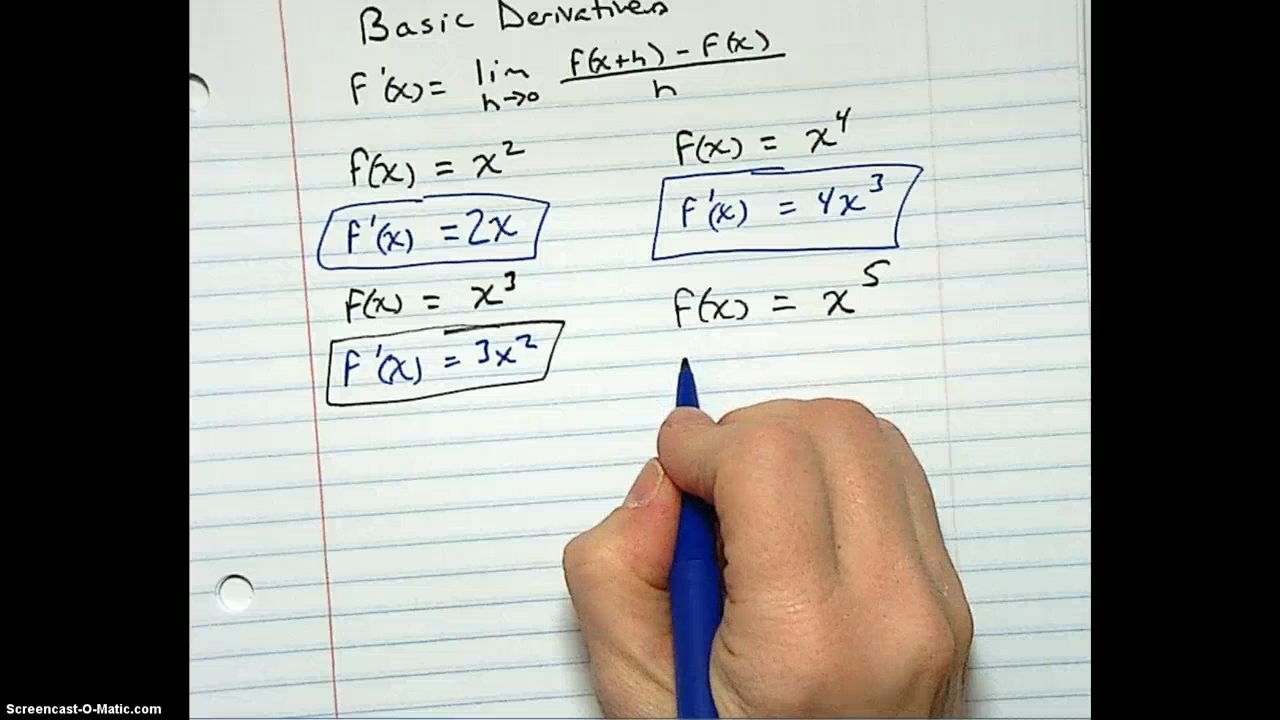 Basic Derivatives
f'(x) = lim h→0 f(x+h) - f(x) / h
f(x) = x²
f'(x) = 2x
f(x) = x³
f'(x) = 3x²
f(x) = x⁴
f'(x) = 4x³
f(x) = x⁵
Screencast-O-Matic.com